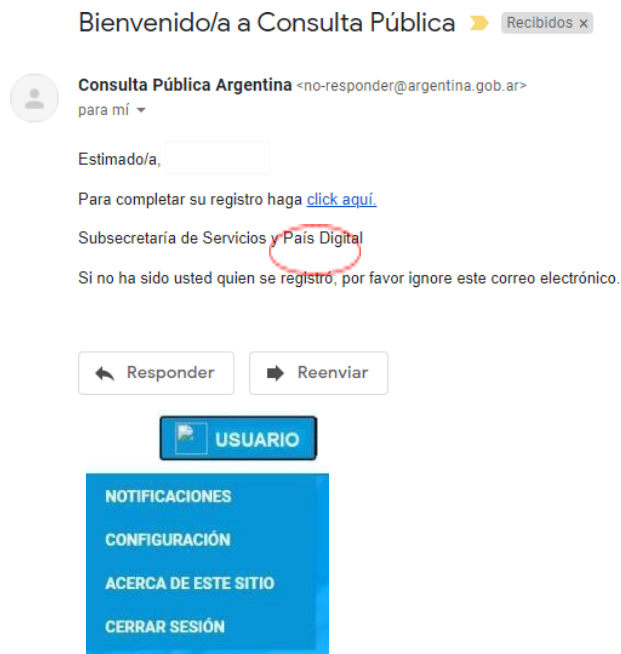 Bienvenido/a a Consulta Pública Recibidos x
Consulta Pública Argentina <no-responder@argentina.gob.ar>
para mí
Estimado/a,
Para completar su registro haga click aquí.
Subsecretaría de Servicios y País Digital
Si no ha sido usted quien se registró, por favor ignore este correo electrónico.
Responder Reenviar
USUARIO
NOTIFICACIONES
CONFIGURACIÓN
ACERCA DE ESTE SITIO
CERRAR SESIÓN